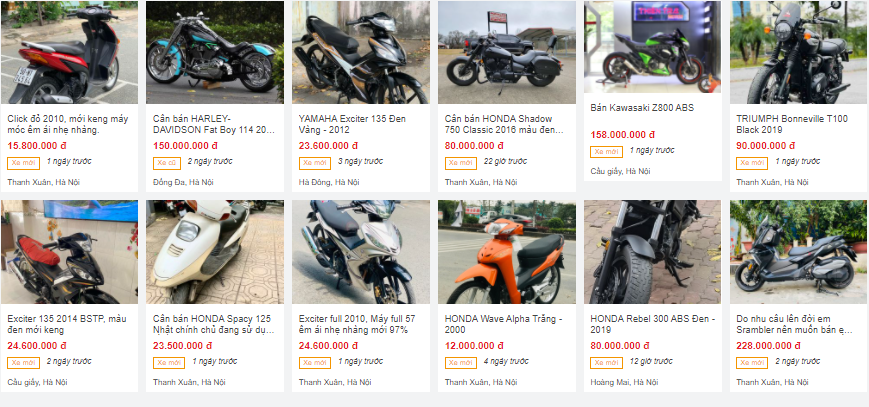 Click đỏ 2010, mới keng máy
móc êm ái nhẹ nhàng.
15.800.000 đ
Xe mới 1 ngày trước
Thanh Xuân, Hà Nội
Cần bán HARLEY-
DAVIDSON Fat Boy 114 20...
150.000.000 đ
Xe cũ 2 ngày trước
Đống Đa, Hà Nội
YAMAHA Exciter 135 Đen
Vàng - 2012
23.600.000 đ
Xe mới 3 ngày trước
Hà Đông, Hà Nội
Cần bán HONDA Shadow
750 Classic 2016 màu đen...
80.000.000 đ
Xe mới 22 giờ trước
Thanh Xuân, Hà Nội
Bán Kawasaki Z800 ABS
158.000.000 đ
Xe mới 1 ngày trước
Cầu giấy, Hà Nội
TRIUMPH Bonneville T100
Black 2019
90.000.000 đ
Xe mới 1 ngày trước
Thanh Xuân, Hà Nội
Exciter 135 2014 BSTP, màu
đen mới keng
24.600.000 đ
Xe mới 2 ngày trước
Cầu giấy, Hà Nội
Cần bán HONDA Spacy 125
Nhật chính chủ đang sử dụ...
23.500.000 đ
Xe mới 1 ngày trước
Thanh Xuân, Hà Nội
Exciter full 2010, Máy full 57
êm ái nhẹ nhàng mới 97%
24.600.000 đ
Xe mới 1 ngày trước
Thanh Xuân, Hà Nội
HONDA Wave Alpha Trắng -
2000
12.000.000 đ
Xe mới 4 ngày trước
Thanh Xuân, Hà Nội
HONDA Rebel 300 ABS Đen -
2019
80.000.000 đ
Xe mới 12 giờ trước
Hoàng Mai, Hà Nội
Do nhu cầu lên đời em
Srambler nên muốn bán ẹ...
228.000.000 đ
Xe mới 2 ngày trước
Thanh Xuân, Hà Nội